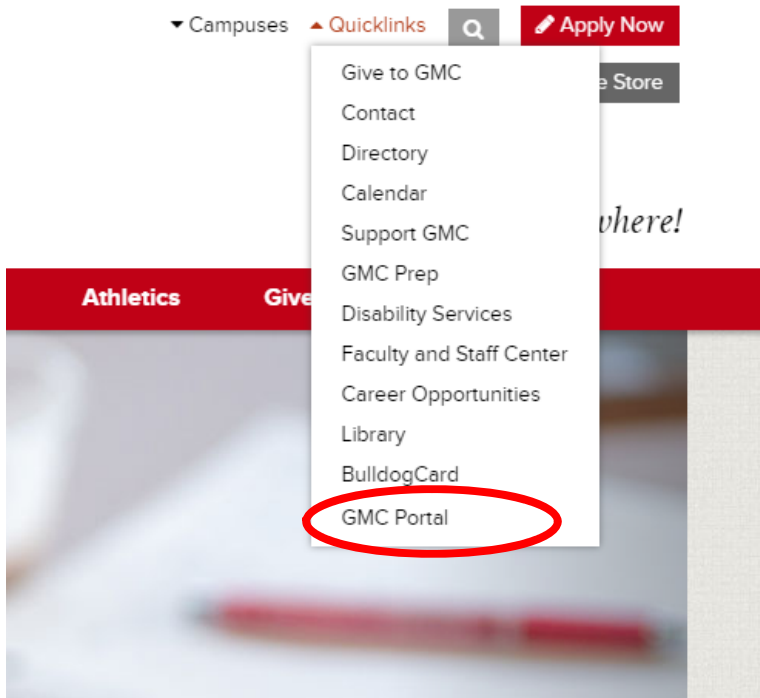 Campuses Quicklinks Apply Now
Give to GMC
e Store
Contact
Directory
Calendar
Support GMC
where!
GMC Prep
Athletics Give
Disability Services
Faculty and Staff Center
Career Opportunities
Library
BulldogCard
GMC Portal